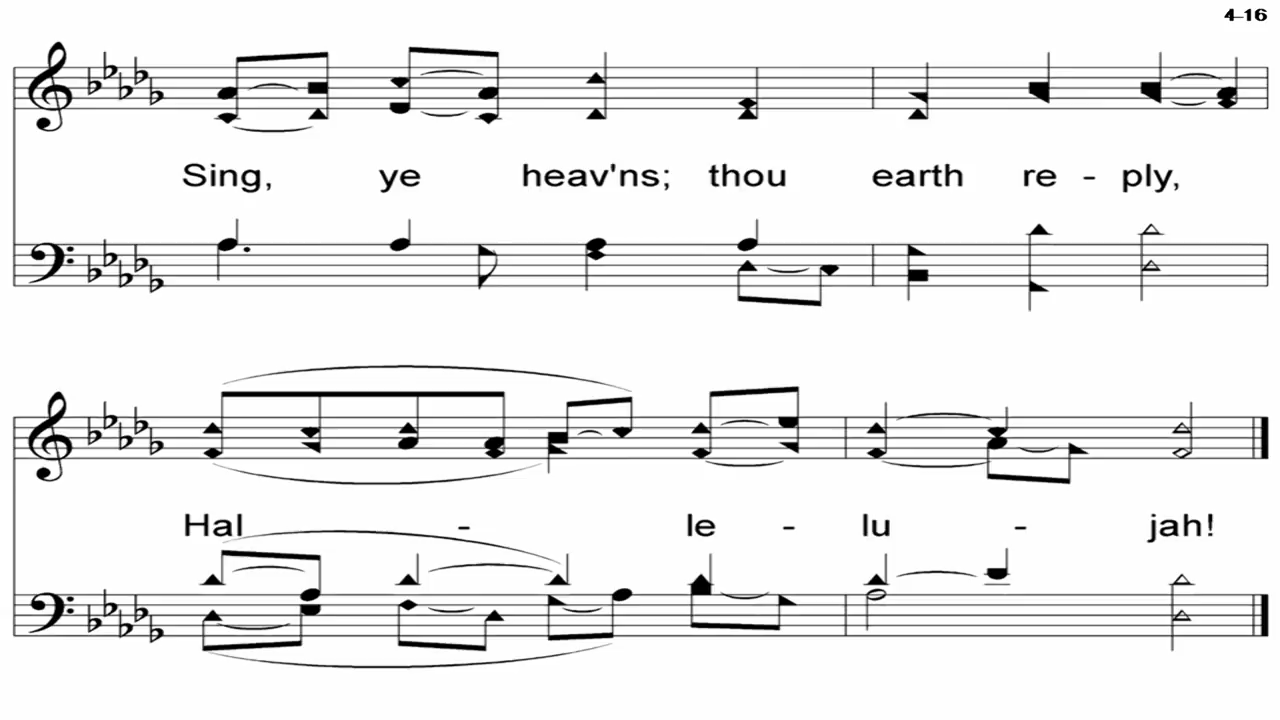 4-16
Sing, ye heav'ns; thou earth re - ply,
Hal - le - lu - jah!